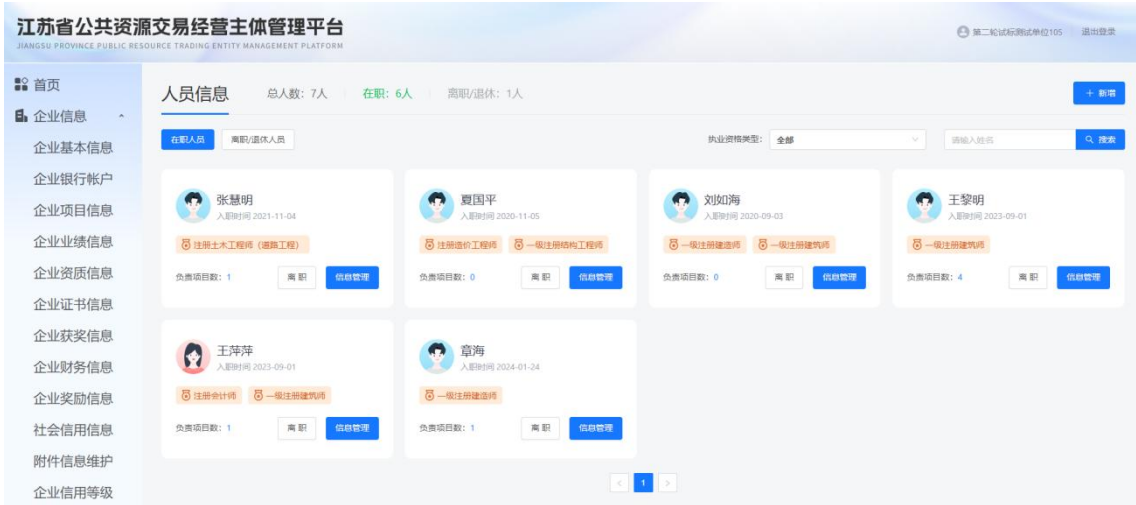 江苏省公共资源交易经营主体管理平台
JIANGSU PROVINCE PUBLIC RESOURCE TRADING ENTITY MANAGEMENT PLATFORM
第二轮试标测试单位105 退出登录
首页
企业信息
企业基本信息
企业银行帐户
企业项目信息
企业业绩信息
企业资质信息
企业证书信息
企业获奖信息
企业财务信息
企业奖励信息
社会信用信息
附件信息维护
企业信用等级
人员信息 总人数：7人 在职：6人 离职/退休：1人
+ 新增
在职人员 离职/退休人员 执业资格类型： 全部 请输入姓名 搜索
张慧明
入职时间 2021-11-04
注册土木工程师（道路工程）
负责项目数：1 离职 信息管理
夏国平
入职时间 2020-11-05
注册造价工程师 一级注册结构工程师
负责项目数：0 离职 信息管理
刘如海
入职时间 2020-09-03
一级注册建造师 一级注册建筑师
负责项目数：0 离职 信息管理
王黎明
入职时间 2023-09-01
一级注册建筑师
负责项目数：4 离职 信息管理
王萍萍
入职时间 2023-09-01
注册会计师 一级注册建筑师
负责项目数：1 离职 信息管理
章海
入职时间 2024-01-24
一级注册建造师
负责项目数：1 离职 信息管理
< 1 >